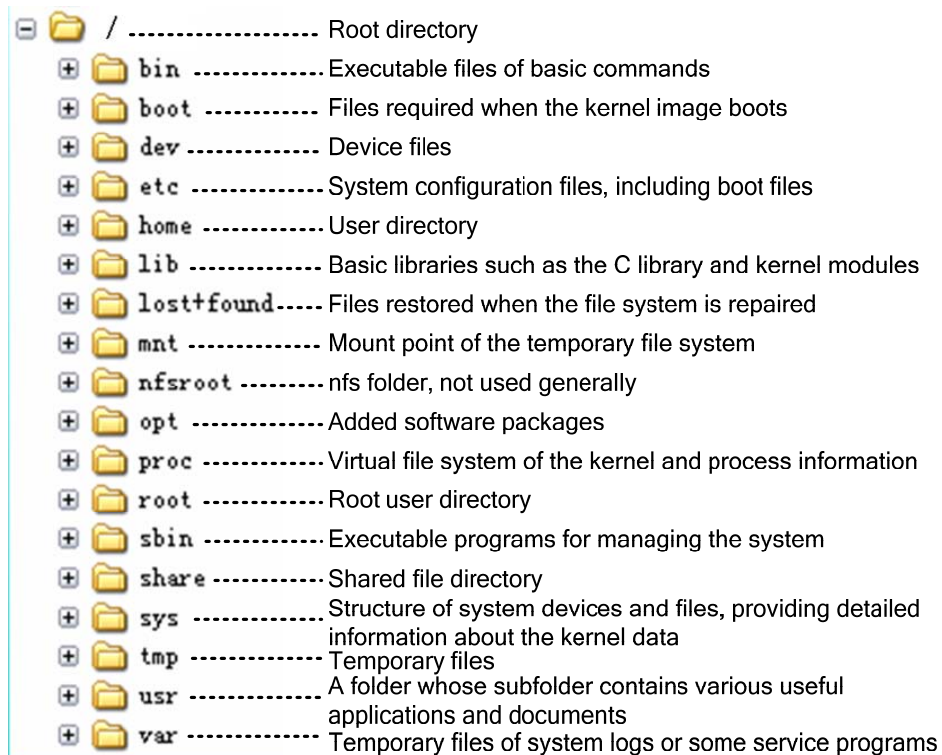 / ------------------- Root directory
bin ------------- Executable files of basic commands
boot ------------ Files required when the kernel image boots
dev -------------- Device files
etc ------------- System configuration files, including boot files
home ------------ User directory
lib -------------- Basic libraries such as the C library and kernel modules
lost+found ----- Files restored when the file system is repaired
mnt -------------- Mount point of the temporary file system
nfsroot --------- nfs folder, not used generally
opt ------------- Added software packages
proc ------------ Virtual file system of the kernel and process information
root ------------ Root user directory
sbin ------------ Executable programs for managing the system
share ----------- Shared file directory
sys ------------- Structure of system devices and files, providing detailed
information about the kernel data
tmp -------------- Temporary files
usr ------------- A folder whose subfolder contains various useful
applications and documents
var -------------- Temporary files of system logs or some service programs